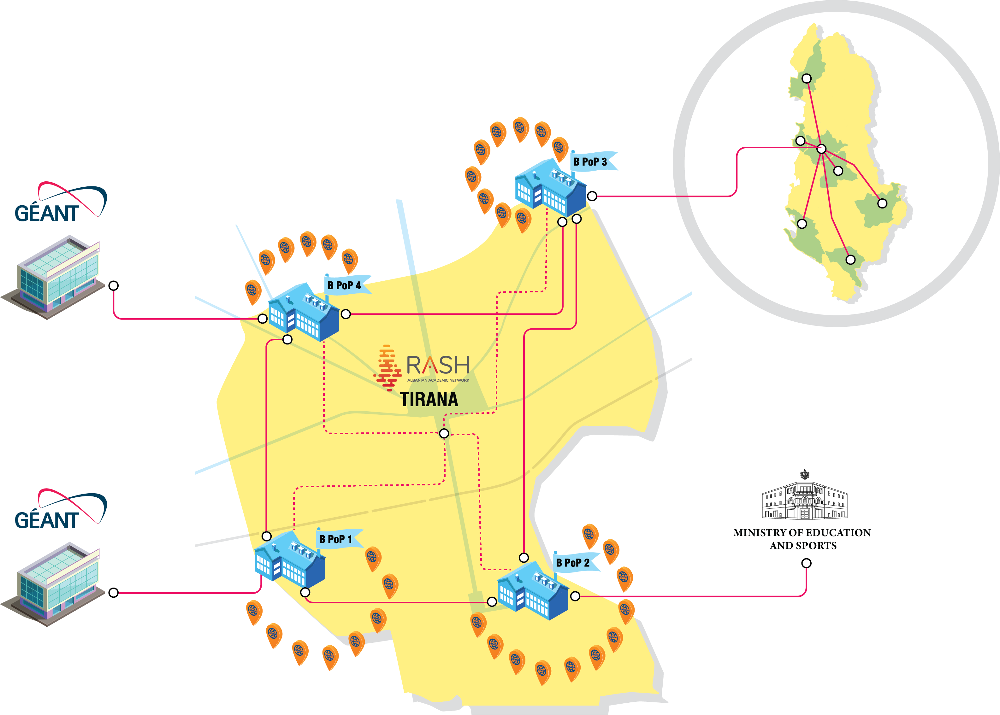 B PoP 3
GÉANT
B PoP 4
RASH
ALBANIAN ACADEMIC NETWORK
TIRANA
GÉANT
MINISTRY OF EDUCATION
AND SPORTS
B PoP 1
B PoP 2